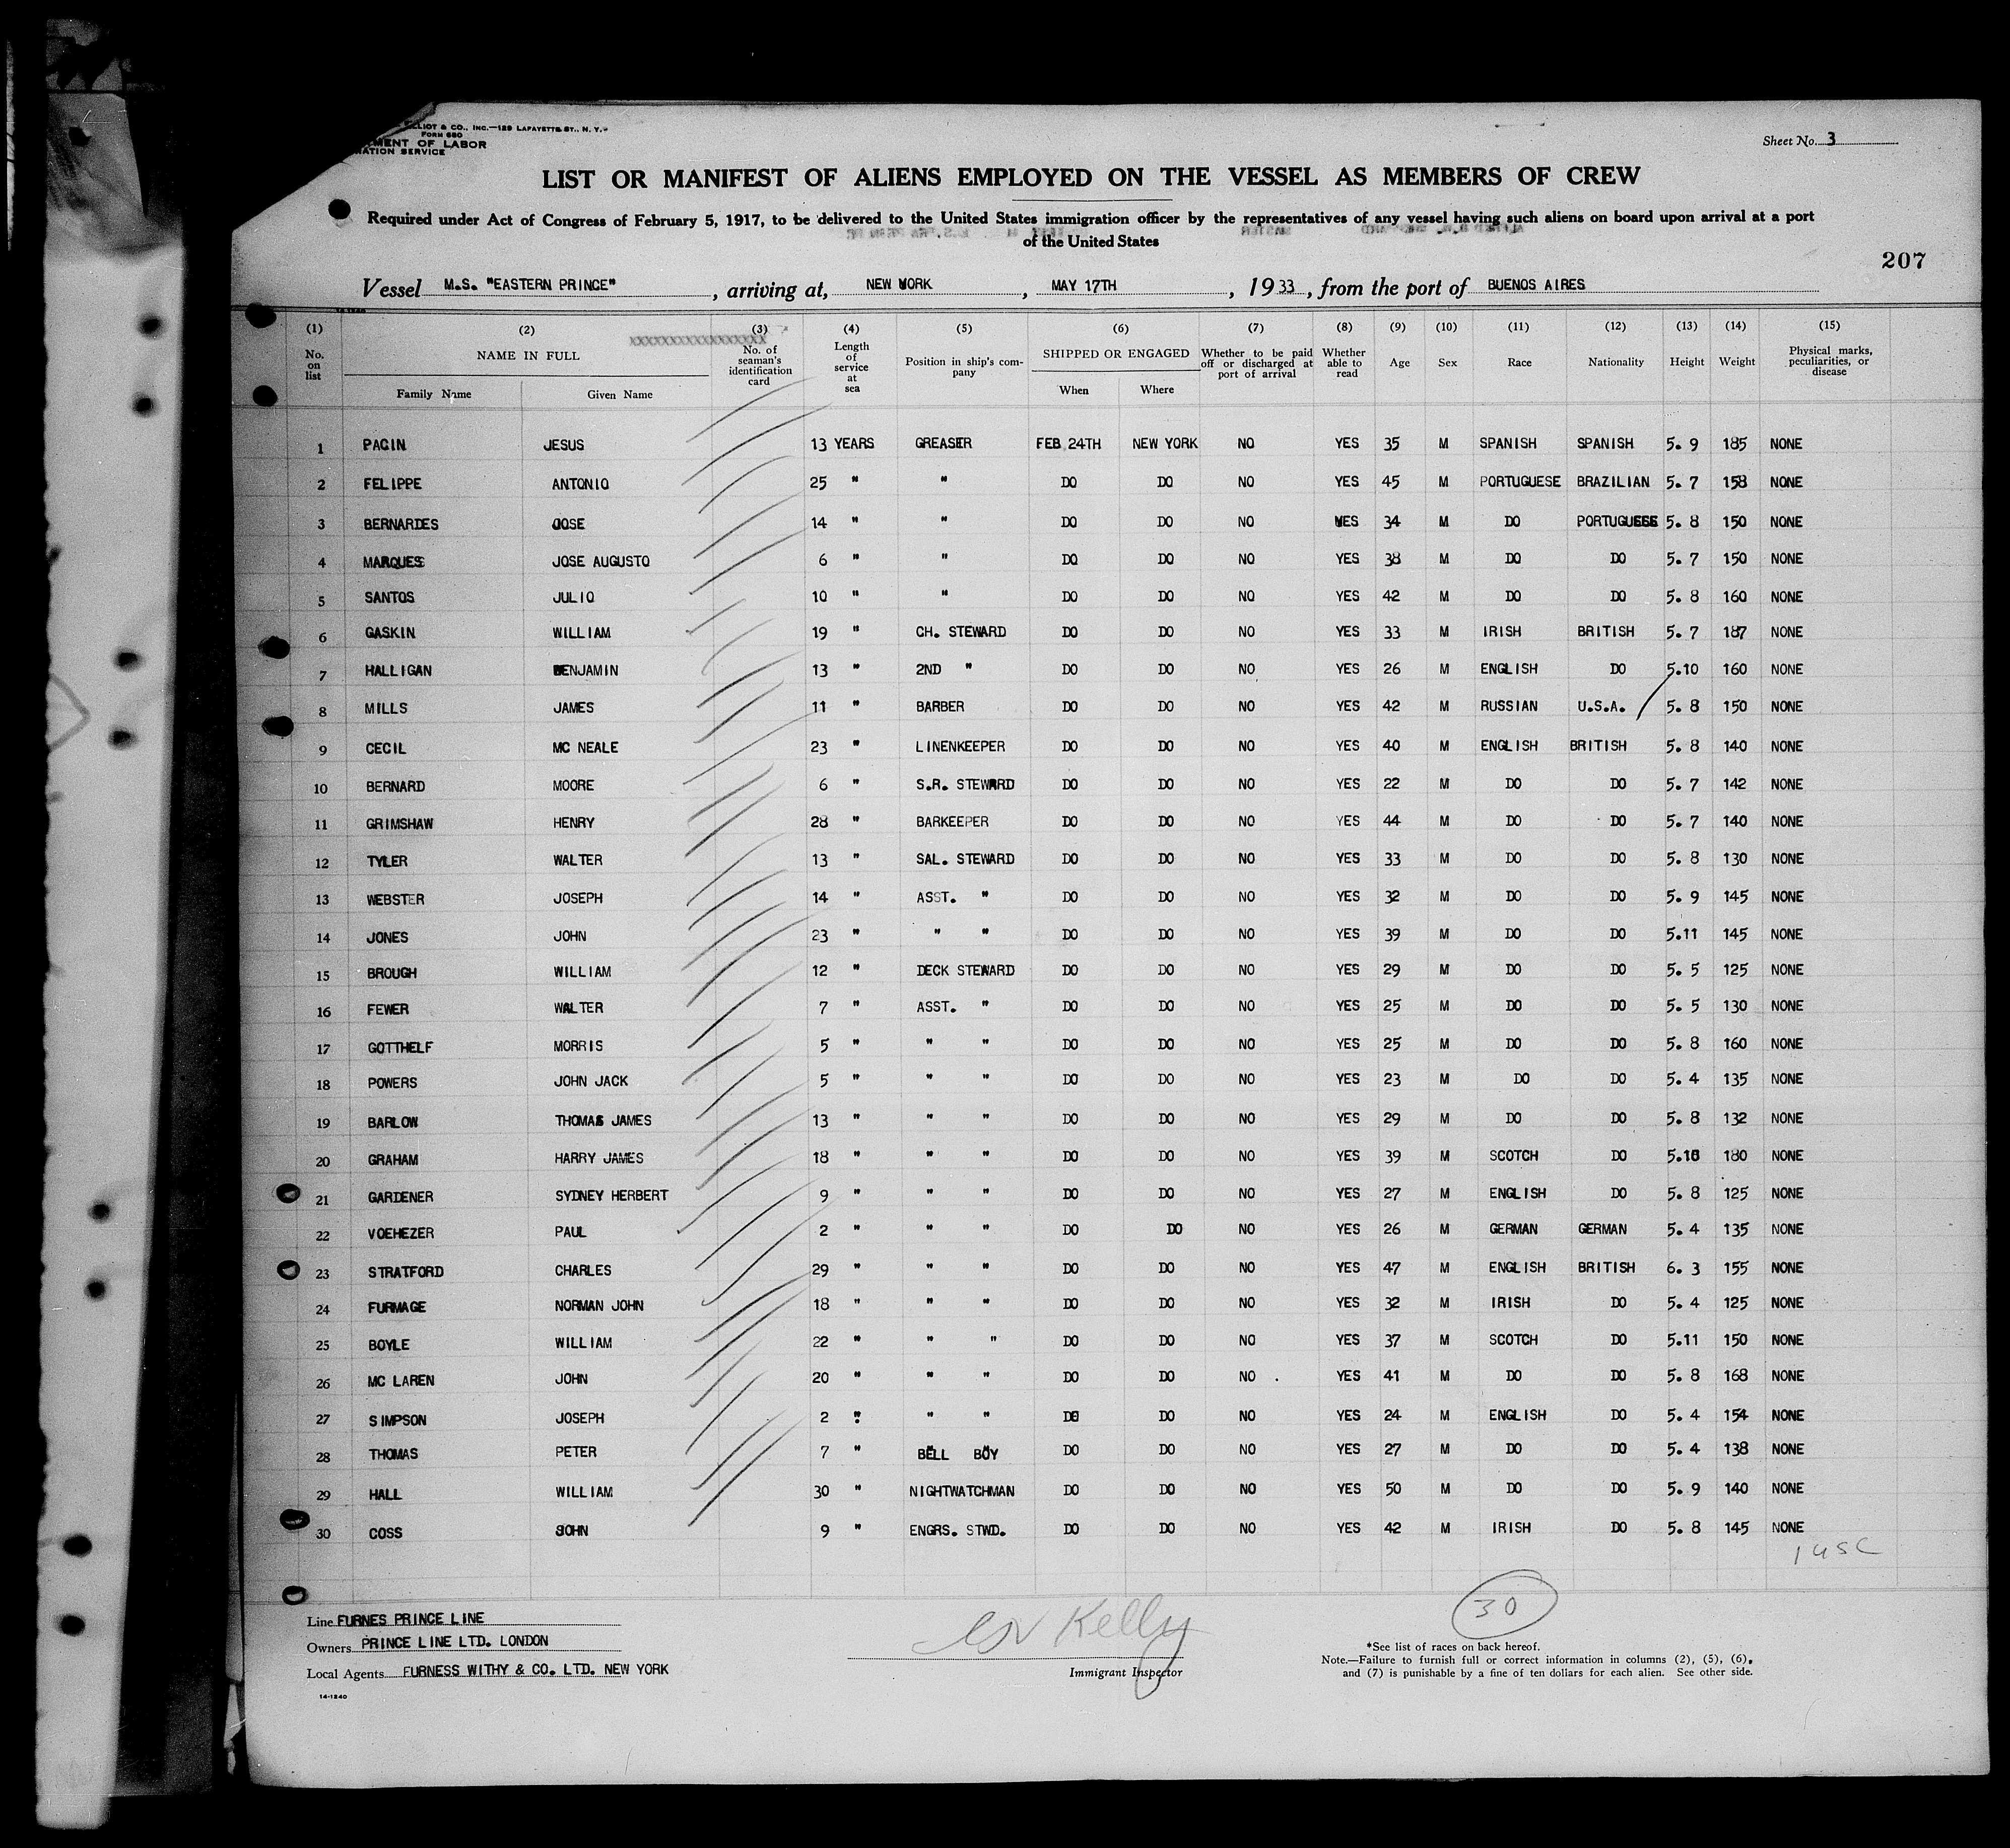 LLIOT & CO., INC.—129 LAFAYETTE ST., N. Y.
FORM 680
MENT OF LABOR
ATION SERVICE
Sheet No. 3
LIST OR MANIFEST OF ALIENS EMPLOYED ON THE VESSEL AS MEMBERS OF CREW
Required under Act of Congress of February 5, 1917, to be delivered to the United States immigration officer by the representatives of any vessel having such aliens on board upon arrival at a port
of the United States
207
Vessel M.S. "EASTERN PRINCE", arriving at, NEW YORK, MAY 17TH, 1933, from the port of BUENOS AIRES
(1) (2) (3) (4) (5) (6) (7) (8) (9) (10) (11) (12) (13) (14) (15)
No. on list NAME IN FULL Family Name Given Name No. of seaman's identification card Length of service at sea Position in ship's company SHIPPED OR ENGAGED When Where Whether to be paid off or discharged at port of arrival Whether able to read Age Sex Race Nationality Height Weight Physical marks, peculiarities, or disease
1 PACIN JESUS 13 YEARS GREASER FEB 24TH NEW YORK NO YES 35 M SPANISH SPANISH 5. 9 185 NONE
2 FELIPPE ANTONIO 25 " " DO DO NO YES 45 M PORTUGUESE BRAZILIAN 5. 7 158 NONE
3 BERNARDES JOSE 14 " " DO DO NO YES 34 M DO PORTUGUESE 5. 8 150 NONE
4 MARQUES JOSE AUGUSTO 6 " " DO DO NO YES 38 M DO DO 5. 7 150 NONE
5 SANTOS JULIO 10 " " DO DO NO YES 42 M DO DO 5. 8 160 NONE
6 GASKIN WILLIAM 19 " CH. STEWARD DO DO NO YES 33 M IRISH BRITISH 5. 7 187 NONE
7 HALLIGAN BENJAMIN 13 " 2ND " DO DO NO YES 26 M ENGLISH DO 5.10 160 NONE
8 MILLS JAMES 11 " BARBER DO DO NO YES 42 M RUSSIAN U.S.A. 5. 8 150 NONE
9 CECIL MC NEALE 23 " LINENKEEPER DO DO NO YES 40 M ENGLISH BRITISH 5. 8 140 NONE
10 BERNARD MOORE 6 " S.R. STEWARD DO DO NO YES 22 M DO DO 5. 7 142 NONE
11 GRIMSHAW HENRY 28 " BARKEEPER DO DO NO YES 44 M DO DO 5. 7 140 NONE
12 TYLER WALTER 13 " SAL. STEWARD DO DO NO YES 33 M DO DO 5. 8 130 NONE
13 WEBSTER JOSEPH 14 " ASST. " DO DO NO YES 32 M DO DO 5. 9 145 NONE
14 JONES JOHN 23 " " " DO DO NO YES 39 M DO DO 5.11 145 NONE
15 BROUGH WILLIAM 12 " DECK STEWARD DO DO NO YES 29 M DO DO 5. 5 125 NONE
16 FEWER WALTER 7 " ASST. " DO DO NO YES 25 M DO DO 5. 5 130 NONE
17 GOTTHELF MORRIS 5 " " " DO DO NO YES 25 M DO DO 5. 8 160 NONE
18 POWERS JOHN JACK 5 " " " DO DO NO YES 23 M DO DO 5. 4 135 NONE
19 BARLOW THOMAS JAMES 13 " " " DO DO NO YES 29 M DO DO 5. 8 132 NONE
20 GRAHAM HARRY JAMES 18 " " " DO DO NO YES 39 M SCOTCH DO 5.10 180 NONE
21 GARDENER SYDNEY HERBERT 9 " " " DO DO NO YES 27 M ENGLISH DO 5. 8 125 NONE
22 VOEHEZER PAUL 2 " " " DO DO NO YES 26 M GERMAN GERMAN 5. 4 135 NONE
23 STRATFORD CHARLES 29 " " " DO DO NO YES 47 M ENGLISH BRITISH 6. 3 155 NONE
24 FURMAGE NORMAN JOHN 18 " " " DO DO NO YES 32 M IRISH DO 5. 4 125 NONE
25 BOYLE WILLIAM 22 " " " DO DO NO YES 37 M SCOTCH DO 5.11 150 NONE
26 MC LAREN JOHN 20 " " " DO DO NO YES 41 M DO DO 5. 8 168 NONE
27 SIMPSON JOSEPH 2 " " " DO DO NO YES 24 M ENGLISH DO 5. 4 154 NONE
28 THOMAS PETER 7 " BELL BOY DO DO NO YES 27 M DO DO 5. 4 138 NONE
29 HALL WILLIAM 30 " NIGHTWATCHMAN DO DO NO YES 50 M DO DO 5. 9 140 NONE
30 COSS JOHN 9 " ENGRS. STWD. DO DO NO YES 42 M IRISH DO 5. 8 145 NONE
1 USC
Line FURNES PRINCE LINE
Owners PRINCE LINE LTD. LONDON
Local Agents FURNESS WITHY & CO. LTD. NEW YORK
14-1240
Kelly
Immigrant Inspector
30
*See list of races on back hereof.
Note.—Failure to furnish full or correct information in columns (2), (5), (6),
and (7) is punishable by a fine of ten dollars for each alien. See other side.